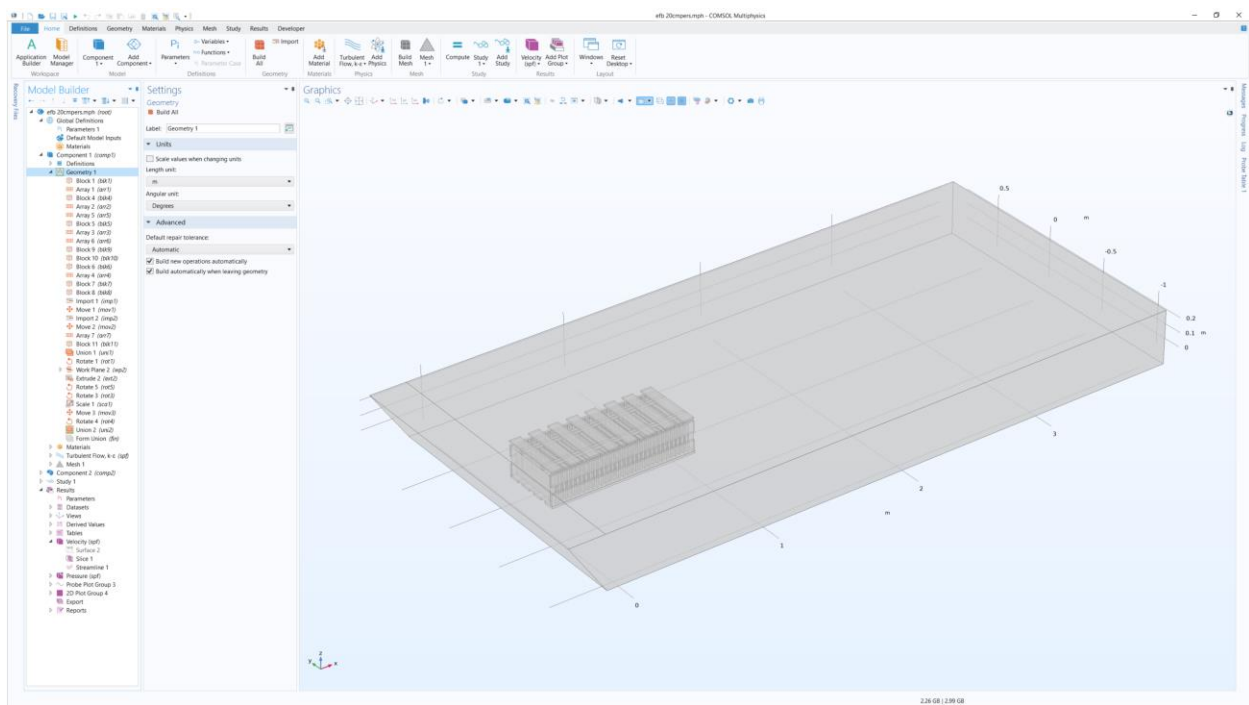 efb 20cmpers.mph - COMSOL Multiphysics
File Home Definitions Geometry Materials Physics Mesh Study Results Developer
Application Builder
Model Manager
Workspace
Component 1
Add Component
Model
Parameters
Variables
Functions
Parameter Case
Definitions
Import
Build All
Geometry
Add Material
Materials
Turbulent Flow, k-ε
Add Physics
Physics
Build Mesh
Mesh 1
Mesh
Compute
Study 1
Add Study
Study
Velocity (spf)
Add Plot Group
Results
Windows
Reset Desktop
Layout
Recovery Files
Model Builder
efb 20cmpers.mph (root)
Global Definitions
Parameters 1
Default Model Inputs
Materials
Component 1 (comp1)
Definitions
Geometry 1
Block 1 (blk1)
Array 1 (arr1)
Block 4 (blk4)
Array 2 (arr2)
Array 5 (arr5)
Block 5 (blk5)
Array 3 (arr3)
Array 6 (arr6)
Block 9 (blk9)
Block 10 (blk10)
Block 6 (blk6)
Array 4 (arr4)
Block 7 (blk7)
Block 8 (blk8)
Import 1 (imp1)
Move 1 (mov1)
Import 2 (imp2)
Move 2 (mov2)
Array 7 (arr7)
Block 11 (blk11)
Union 1 (uni1)
Rotate 1 (rot1)
Work Plane 2 (wp2)
Extrude 2 (ext2)
Rotate 5 (rot5)
Rotate 3 (rot3)
Scale 1 (sca1)
Move 3 (mov3)
Rotate 4 (rot4)
Union 2 (uni2)
Form Union (fin)
Materials
Turbulent Flow, k-ε (spf)
Mesh 1
Component 2 (comp2)
Study 1
Results
Parameters
Datasets
Views
Derived Values
Tables
Velocity (spf)
Surface 2
Slice 1
Streamline 1
Pressure (spf)
Probe Plot Group 3
2D Plot Group 4
Export
Reports
Settings
Geometry
Build All
Label: Geometry 1
Units
Scale values when changing units
Length unit:
m
Angular unit:
Degrees
Advanced
Default repair tolerance:
Automatic
Build new operations automatically
Build automatically when leaving geometry
Graphics
0.5
0
m
-0.5
-1
0.2
0.1 m
0
3
2
m
1
0
z
y
x
Messages
Progress
Log
Probe Table 1
2.26 GB | 2.99 GB